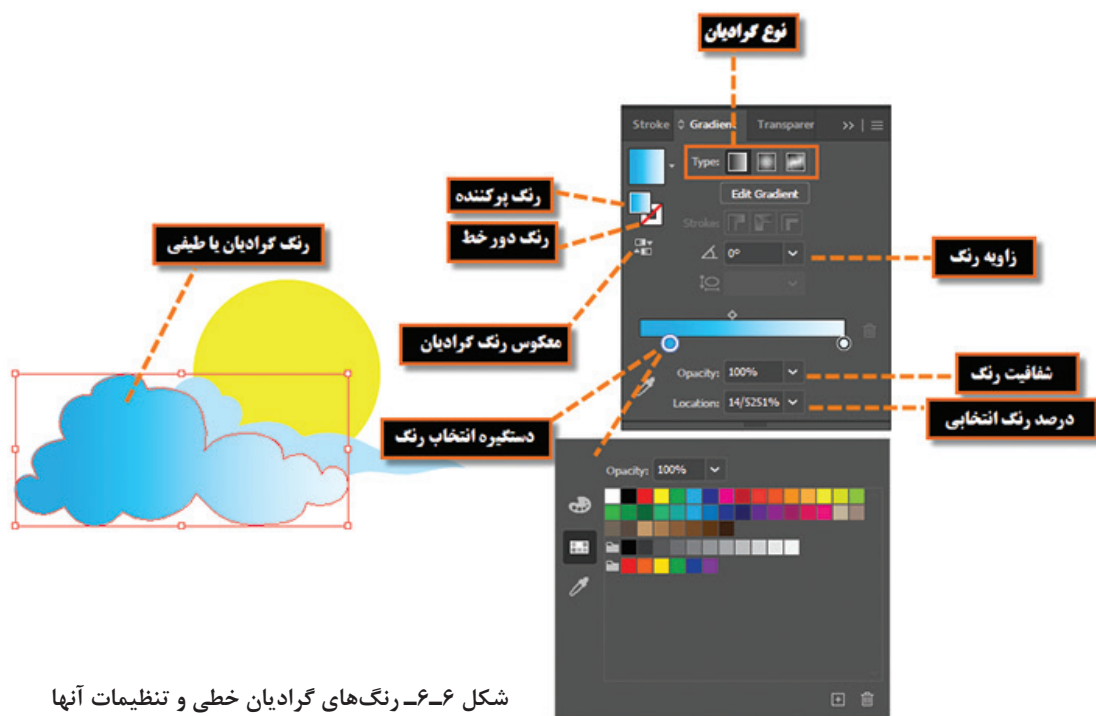 نوع گرادیان
Stroke Gradient Transparer
Type:
Edit Gradient
رنگ پرکننده
Stroke:
رنگ دور خط
رنگ گرادیان یا طیفی
0°
زاویه رنگ
معکوس رنگ گرادیان
Opacity: 100%
شفافیت رنگ
Location: 14/5251%
درصد رنگ انتخابی
دستگیره انتخاب رنگ
Opacity: 100%
شکل ۶ـ۶ـ رنگ‌های گرادیان خطی و تنظیمات آنها